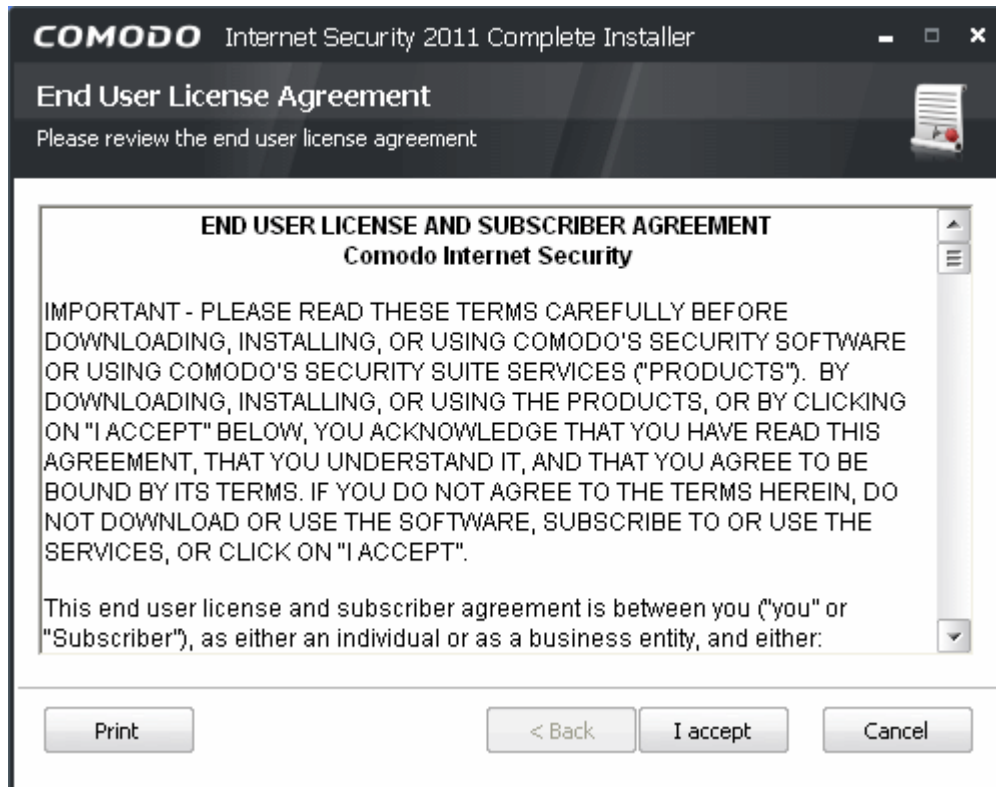 COMODO Internet Security 2011 Complete Installer
End User License Agreement
Please review the end user license agreement
END USER LICENSE AND SUBSCRIBER AGREEMENT
Comodo Internet Security
IMPORTANT - PLEASE READ THESE TERMS CAREFULLY BEFORE
DOWNLOADING, INSTALLING, OR USING COMODO'S SECURITY SOFTWARE
OR USING COMODO'S SECURITY SUITE SERVICES ("PRODUCTS"). BY
DOWNLOADING, INSTALLING, OR USING THE PRODUCTS, OR BY CLICKING
ON "I ACCEPT" BELOW, YOU ACKNOWLEDGE THAT YOU HAVE READ THIS
AGREEMENT, THAT YOU UNDERSTAND IT, AND THAT YOU AGREE TO BE
BOUND BY ITS TERMS. IF YOU DO NOT AGREE TO THE TERMS HEREIN, DO
NOT DOWNLOAD OR USE THE SOFTWARE, SUBSCRIBE TO OR USE THE
SERVICES, OR CLICK ON "I ACCEPT".
This end user license and subscriber agreement is between you ("you" or
"Subscriber"), as either an individual or as a business entity, and either:
Print
< Back
I accept
Cancel